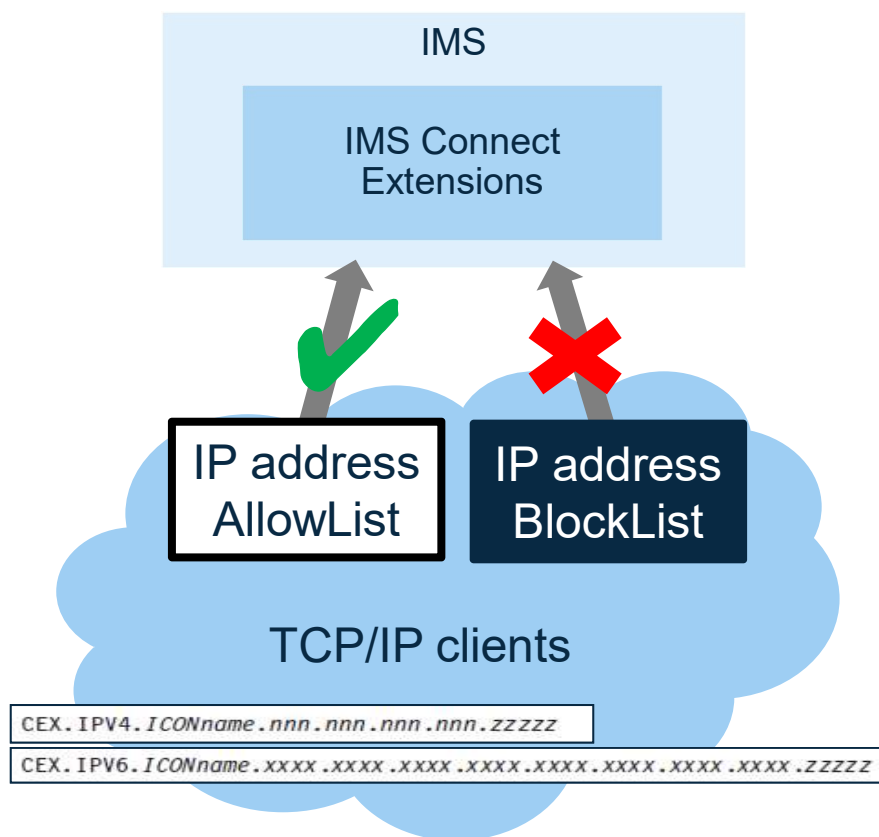 IMS
IMS Connect
Extensions
IP address
AllowList
IP address
BlockList
TCP/IP clients
CEX.IPV4.ICONname.nnn.nnn.nnn.nnn.zzzzz
CEX.IPV6.ICONname.xxxx.xxxx.xxxx.xxxx.xxxx.xxxx.xxxx.xxxx.zzzzz